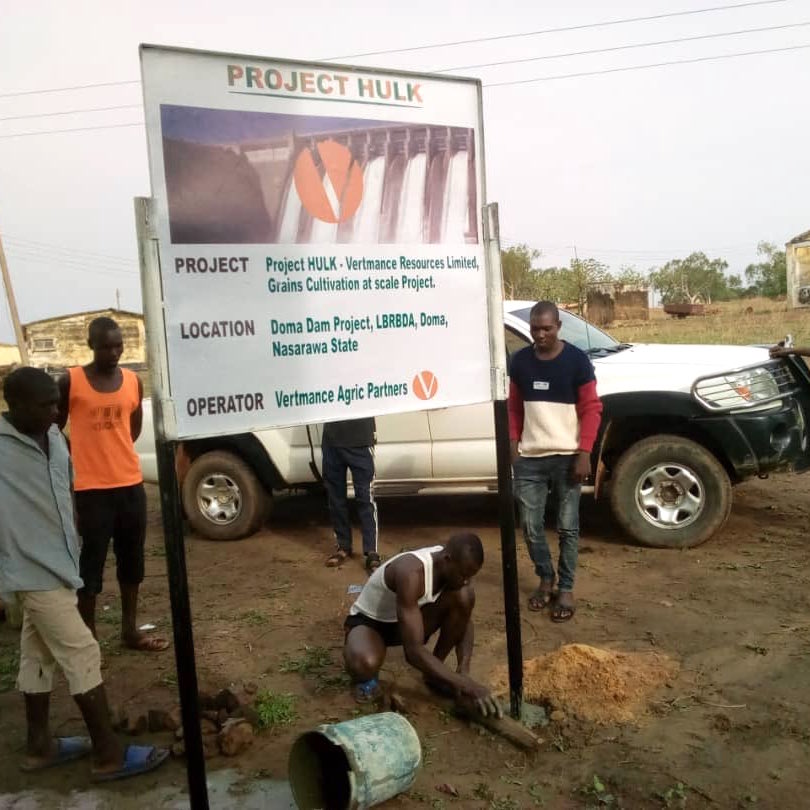 PROJECT HULK
PROJECT Project HULK - Vertmance Resources Limited,
Grains Cultivation at scale Project.
LOCATION Doma Dam Project, LBRBDA, Doma,
Nasarawa State
OPERATOR Vertmance Agric Partners